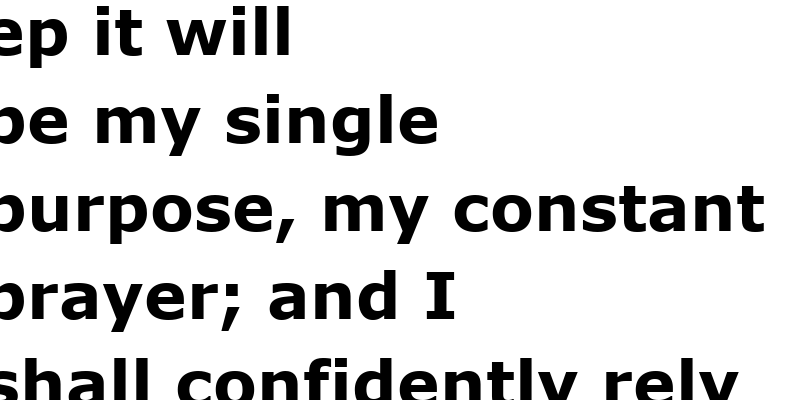 ep it will
be my single
purpose, my constant
prayer; and I
shall confidently rely